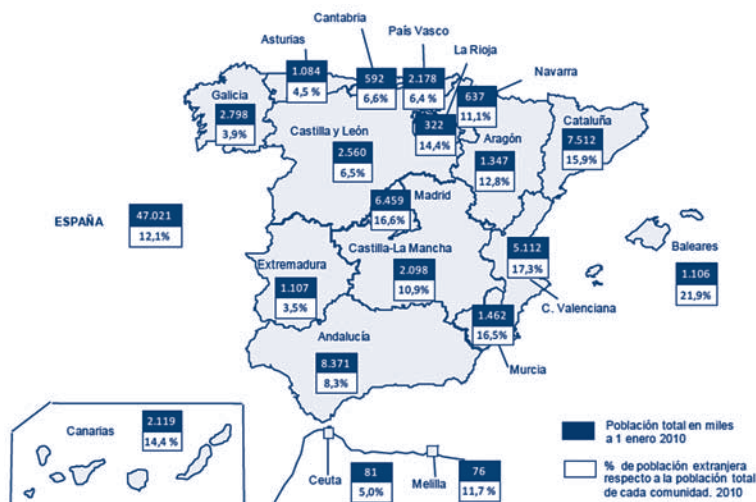 Cantabria
País Vasco
Asturias
La Rioja
Navarra
1.084
4,5 %
592
6,6%
2.178
6,4 %
637
11,1%
Galicia
2.798
3,9%
Castilla y León
2.560
6,5%
322
14,4%
Aragón
1.347
12,8%
Cataluña
7.512
15,9%
ESPAÑA
47.021
12,1%
Madrid
6.459
16,6%
Castilla-La Mancha
2.098
10,9%
5.112
17,3%
C. Valenciana
Baleares
1.106
21,9%
Extremadura
1.107
3,5%
1.462
16,5%
Murcia
Andalucía
8.371
8,3%
Canarias
2.119
14,4 %
Ceuta
81
5,0%
Melilla
76
11,7 %
Población total en miles
a 1 enero 2010
% de población extranjera
respecto a la población total
de cada comunidad. 2010